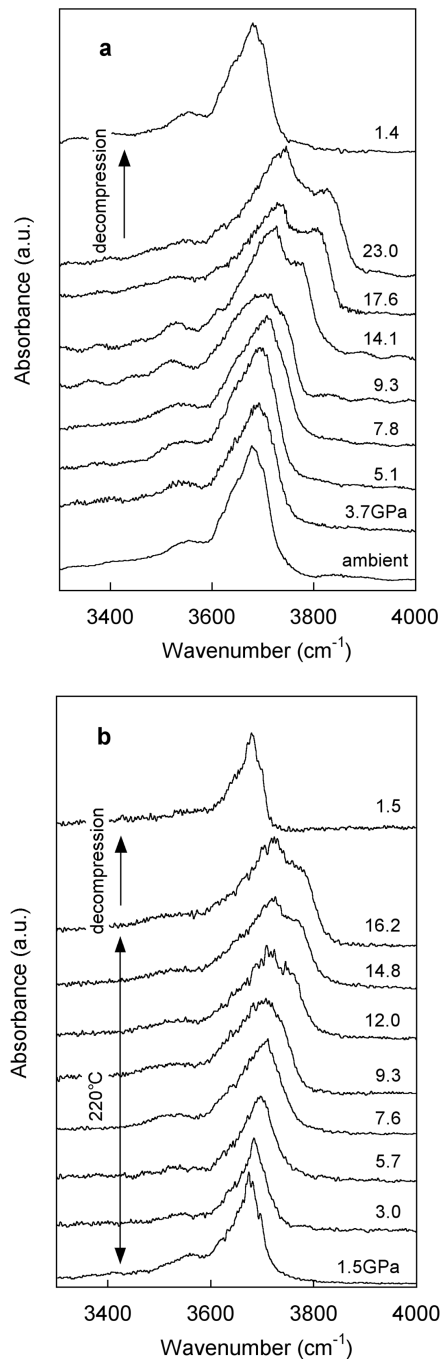 a
1.4
decompression
23.0
17.6
14.1
9.3
7.8
5.1
3.7GPa
ambient
Absorbance (a.u.)
3400 3600 3800 4000
Wavenumber (cm⁻¹)
b
1.5
decompression
16.2
14.8
12.0
9.3
220℃
7.6
5.7
3.0
1.5GPa
Absorbance (a.u.)
3400 3600 3800 4000
Wavenumber (cm⁻¹)